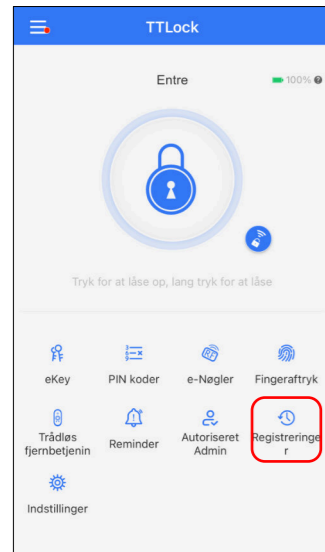 TTLock
Entre
100%
Tryk for at låse op, lang tryk for at låse
eKey
PIN koder
e-Nøgler
Fingeraftryk
Trådløs
fjernbetjenin
Reminder
Autoriseret
Admin
Registreringe
r
Indstillinger